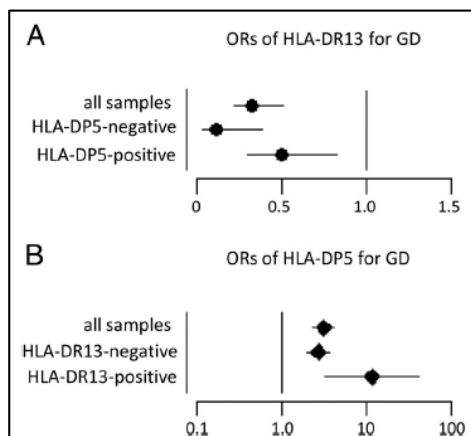 A
ORs of HLA-DR13 for GD
all samples
HLA-DP5-negative
HLA-DP5-positive
0 0.5 1.0 1.5
B
ORs of HLA-DP5 for GD
all samples
HLA-DR13-negative
HLA-DR13-positive
0.1 1.0 10 100